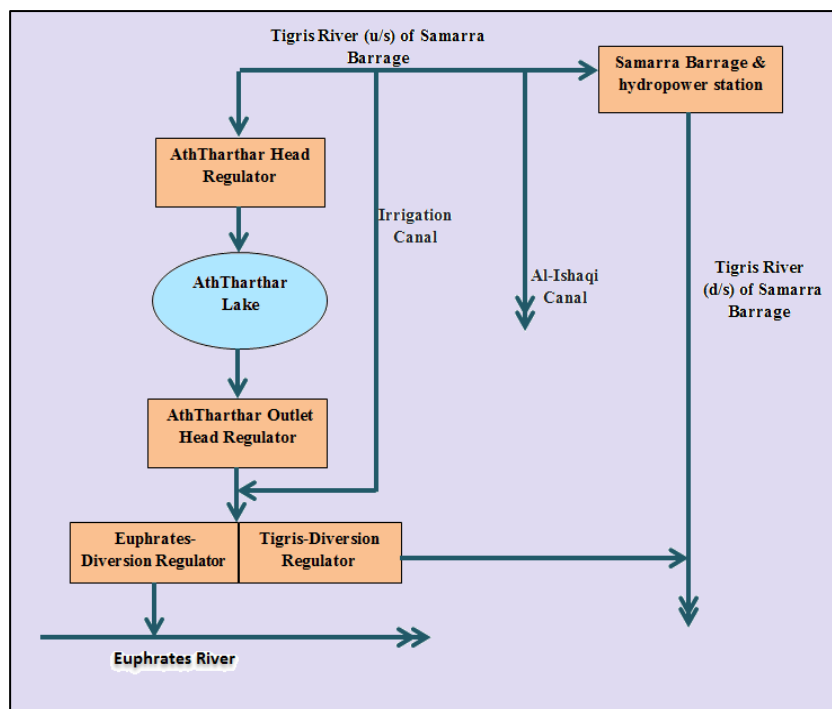 Tigris River (u/s) of Samarra
Barrage
Samarra Barrage &
hydropower station
AthTharthar Head
Regulator
Irrigation
Canal
AthTharthar
Lake
Al-Ishaqi
Canal
Tigris River
(d/s) of Samarra
Barrage
AthTharthar Outlet
Head Regulator
Euphrates-
Diversion Regulator
Tigris-Diversion
Regulator
Euphrates River